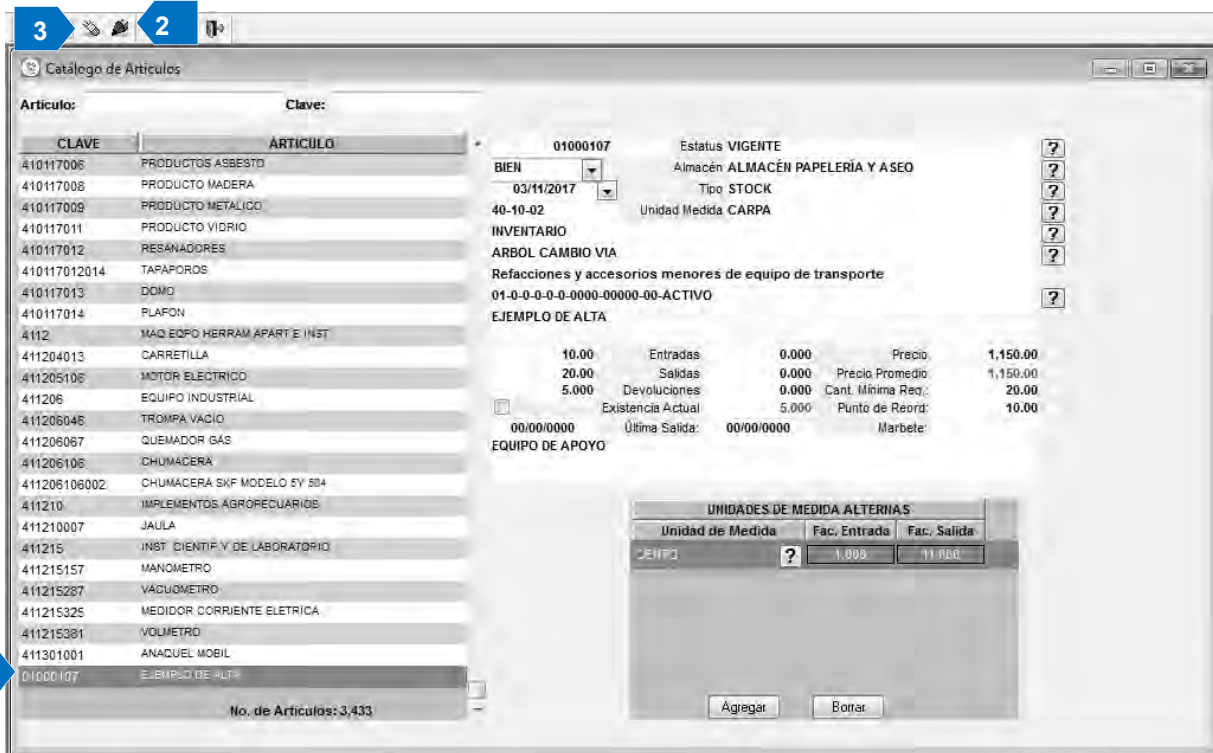 3 2
Catálogo de Artículos
Artículo: Clave:
CLAVE ARTICULO
410117006 PRODUCTOS ASBESTO
410117008 PRODUCTO MADERA
410117009 PRODUCTO METALICO
410117011 PRODUCTO VIDRIO
410117012 RESANADORES
410117012014 TAPAPOROS
410117013 DOMO
410117014 PLAFON
4112 MAQ EQPO HERRAM APART E INST
411204013 CARRETILLA
411205106 MOTOR ELECTRICO
411206 EQUIPO INDUSTRIAL
411206046 TROMPA VACIO
411206067 QUEMADOR GAS
411206106 CHUMACERA
411206106002 CHUMACERA SKF MODELO 5Y 504
411210 IMPLEMENTOS AGROPECUARIOS
411210007 JAULA
411215 INST CIENTIF Y DE LABORATORIO
411215157 MANOMETRO
411215287 VACUOMETRO
411215325 MEDIDOR CORRIENTE ELETRICA
411215381 VOLMETRO
411301001 ANAQUEL MOBIL
01000107 EJEMPLO DE ALTA
No. de Artículos: 3,433
01000107 Estatus VIGENTE ?
BIEN Almacén ALMACÉN PAPELERÍA Y ASEO ?
03/11/2017 Tipo STOCK ?
40-10-02 Unidad Medida CARPA ?
INVENTARIO ?
ARBOL CAMBIO VIA ?
Refacciones y accesorios menores de equipo de transporte
01-0-0-0-0-0000-00000-00-ACTIVO ?
EJEMPLO DE ALTA
10.00 Entradas 0.000 Precio 1,150.00
20.00 Salidas 0.000 Precio Promedio 1,150.00
5.000 Devoluciones 0.000 Cant. Mínima Req.: 20.00
Existencia Actual 5.000 Punto de Reord: 10.00
00/00/0000 Última Salida: 00/00/0000 Marbete:
EQUIPO DE APOYO
UNIDADES DE MEDIDA ALTERNAS
Unidad de Medida Fac. Entrada Fac. Salida
? 1.000
Agregar Borrar